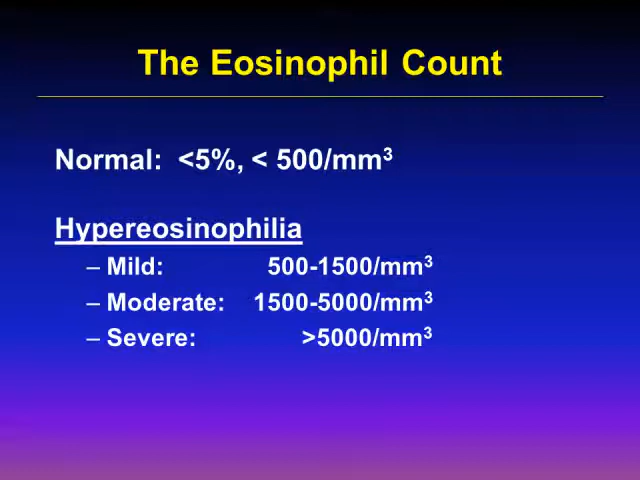 The Eosinophil Count
Normal: <5%, < 500/mm³
Hypereosinophilia
– Mild: 500-1500/mm³
– Moderate: 1500-5000/mm³
– Severe: >5000/mm³